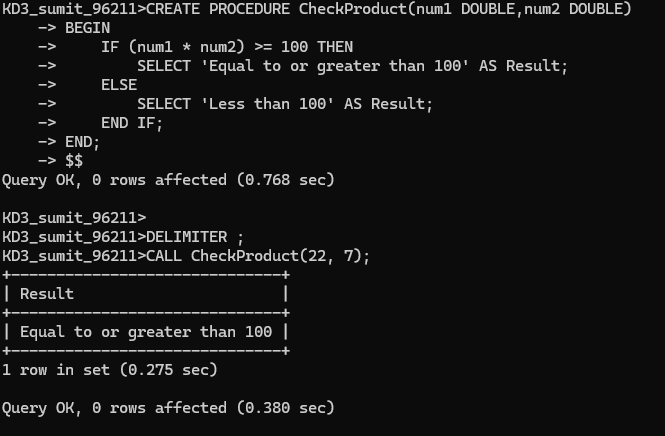 KD3_sumit_96211>CREATE PROCEDURE CheckProduct(num1 DOUBLE,num2 DOUBLE)
    -> BEGIN
    ->     IF (num1 * num2) >= 100 THEN
    ->         SELECT 'Equal to or greater than 100' AS Result;
    ->     ELSE
    ->         SELECT 'Less than 100' AS Result;
    ->     END IF;
    -> END;
    -> $$
Query OK, 0 rows affected (0.768 sec)

KD3_sumit_96211>
KD3_sumit_96211>DELIMITER ;
KD3_sumit_96211>CALL CheckProduct(22, 7);
+------------------------------+
| Result                       |
+------------------------------+
| Equal to or greater than 100 |
+------------------------------+
1 row in set (0.275 sec)

Query OK, 0 rows affected (0.380 sec)